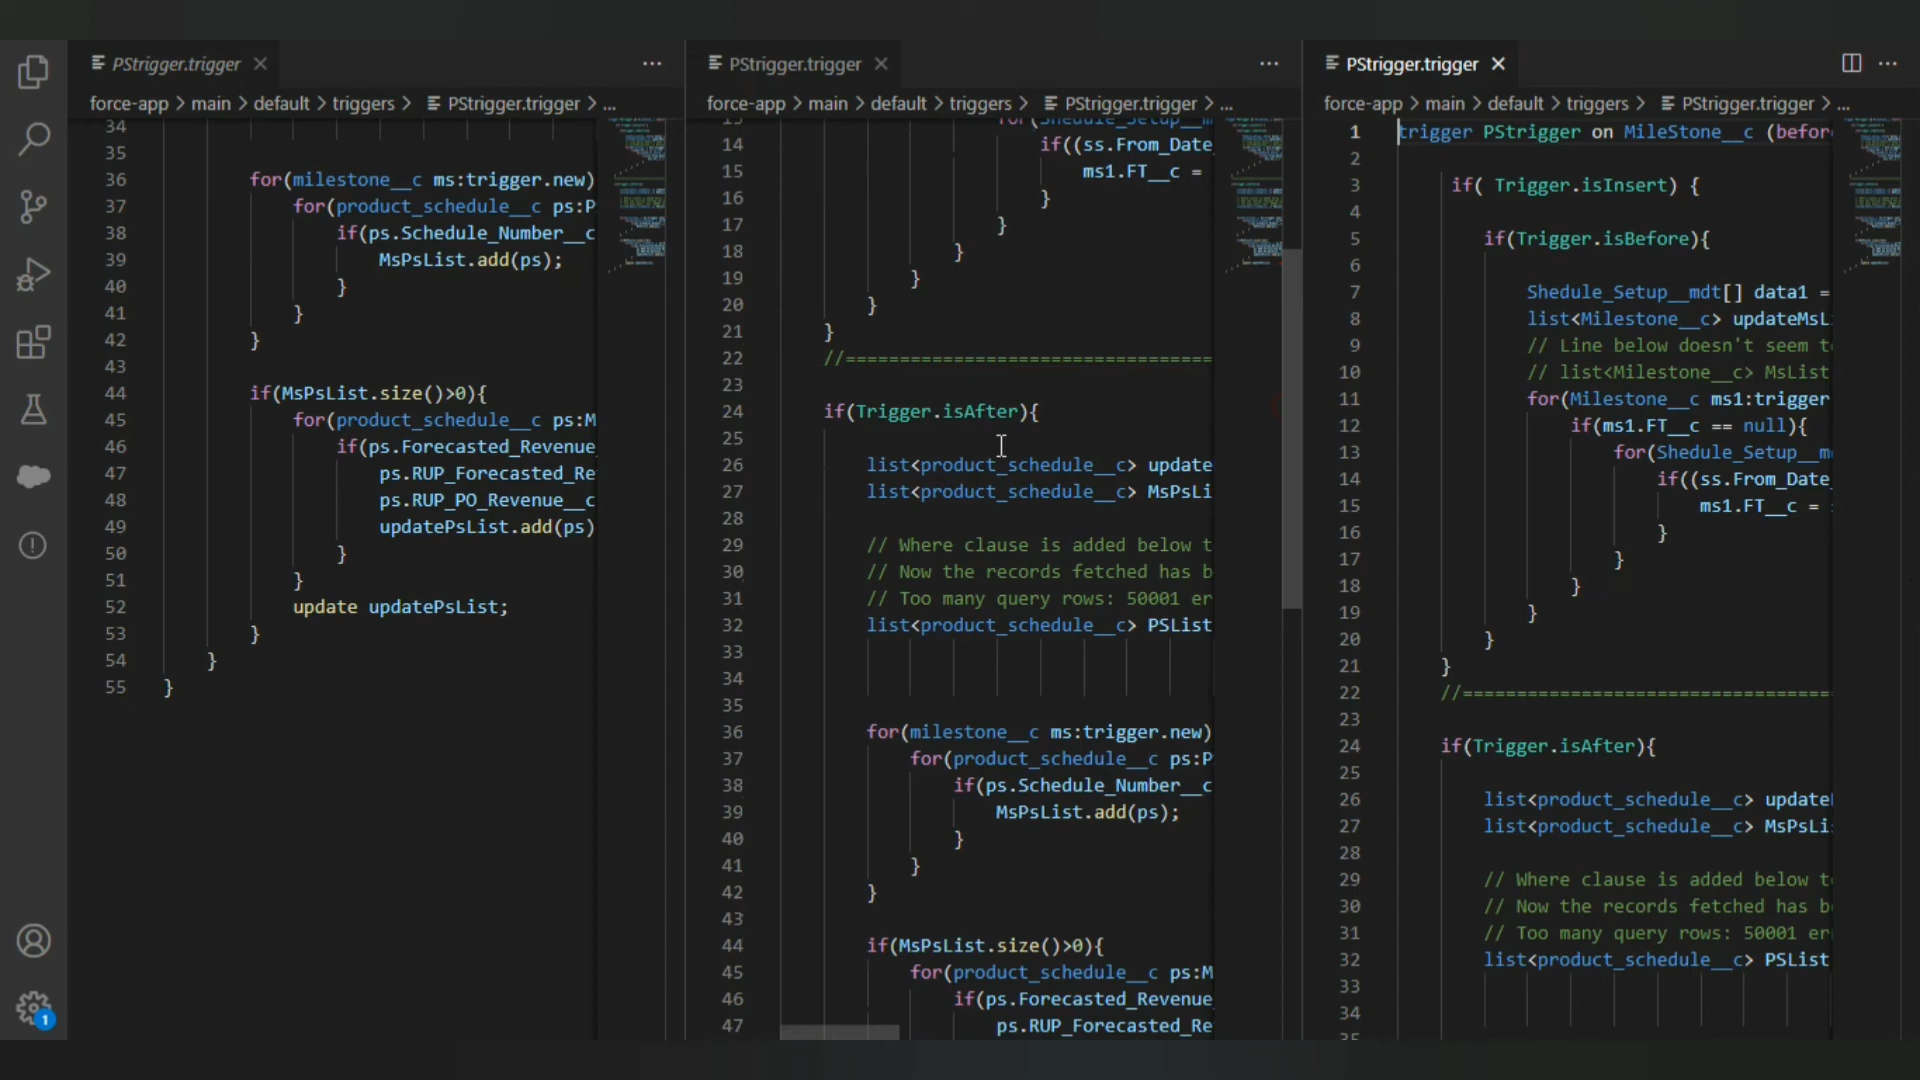 PStrigger.trigger
force-app > main > default > triggers > PStrigger.trigger > ...
34
35
36 for(milestone__c ms:trigger.new)
37 for(product_schedule__c ps:P
38 if(ps.Schedule_Number__c
39 MsPsList.add(ps);
40 }
41 }
42 }
43
44 if(MsPsList.size()>0){
45 for(product_schedule__c ps:M
46 if(ps.Forecasted_Revenue
47 ps.RUP_Forecasted_Re
48 ps.RUP_PO_Revenue__c
49 updatePsList.add(ps)
50 }
51 }
52 update updatePsList;
53 }
54 }
55 }
PStrigger.trigger
force-app > main > default > triggers > PStrigger.trigger > ...
13 for(Shedule_Setup__m
14 if((ss.From_Date_
15 ms1.FT__c =
16 }
17 }
18 }
19 }
20 }
21 }
22 //==================================
23
24 if(Trigger.isAfter){
25
26 list<product_schedule__c> update
27 list<product_schedule__c> MsPsLi
28
29 // Where clause is added below t
30 // Now the records fetched has b
31 // Too many query rows: 50001 er
32 list<product_schedule__c> PSList
33
34
35
36 for(milestone__c ms:trigger.new)
37 for(product_schedule__c ps:P
38 if(ps.Schedule_Number__c
39 MsPsList.add(ps);
40 }
41 }
42 }
43
44 if(MsPsList.size()>0){
45 for(product_schedule__c ps:M
46 if(ps.Forecasted_Revenue
47 ps.RUP_Forecasted_Re
PStrigger.trigger
force-app > main > default > triggers > PStrigger.trigger > ...
1 trigger PStrigger on MileStone__c (befor
2
3 if( Trigger.isInsert) {
4
5 if(Trigger.isBefore){
6
7 Shedule_Setup__mdt[] data1 =
8 list<Milestone__c> updateMsL
9 // Line below doesn't seem t
10 // list<Milestone__c> MsList
11 for(Milestone__c ms1:trigger
12 if(ms1.FT__c == null){
13 for(Shedule_Setup__m
14 if((ss.From_Date_
15 ms1.FT__c =
16 }
17 }
18 }
19 }
20 }
21 }
22 //===================================
23
24 if(Trigger.isAfter){
25
26 list<product_schedule__c> update
27 list<product_schedule__c> MsPsLi
28
29 // Where clause is added below t
30 // Now the records fetched has b
31 // Too many query rows: 50001 er
32 list<product_schedule__c> PSList
33
34
35
1